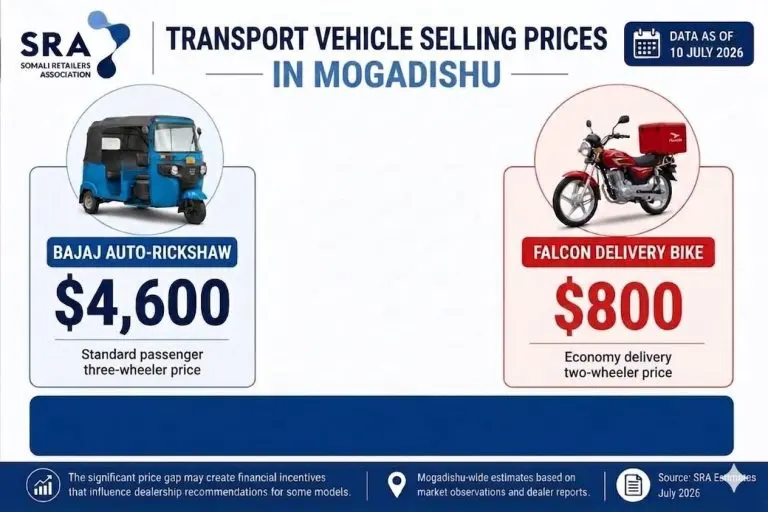 SRA
SOMALI RETAILERS
ASSOCIATION
TRANSPORT VEHICLE SELLING PRICES
IN MOGADISHU
DATA AS OF
10 JULY 2026
BAJAJ AUTO-RICKSHAW
$4,600
Standard passenger
three-wheeler price
FALCON DELIVERY BIKE
$800
Economy delivery
two-wheeler price
The significant price gap may create financial incentives
that influence dealership recommendations for some models.
Mogadishu-wide estimates based on
market observations and dealer reports.
Source: SRA Estimates
July 2026